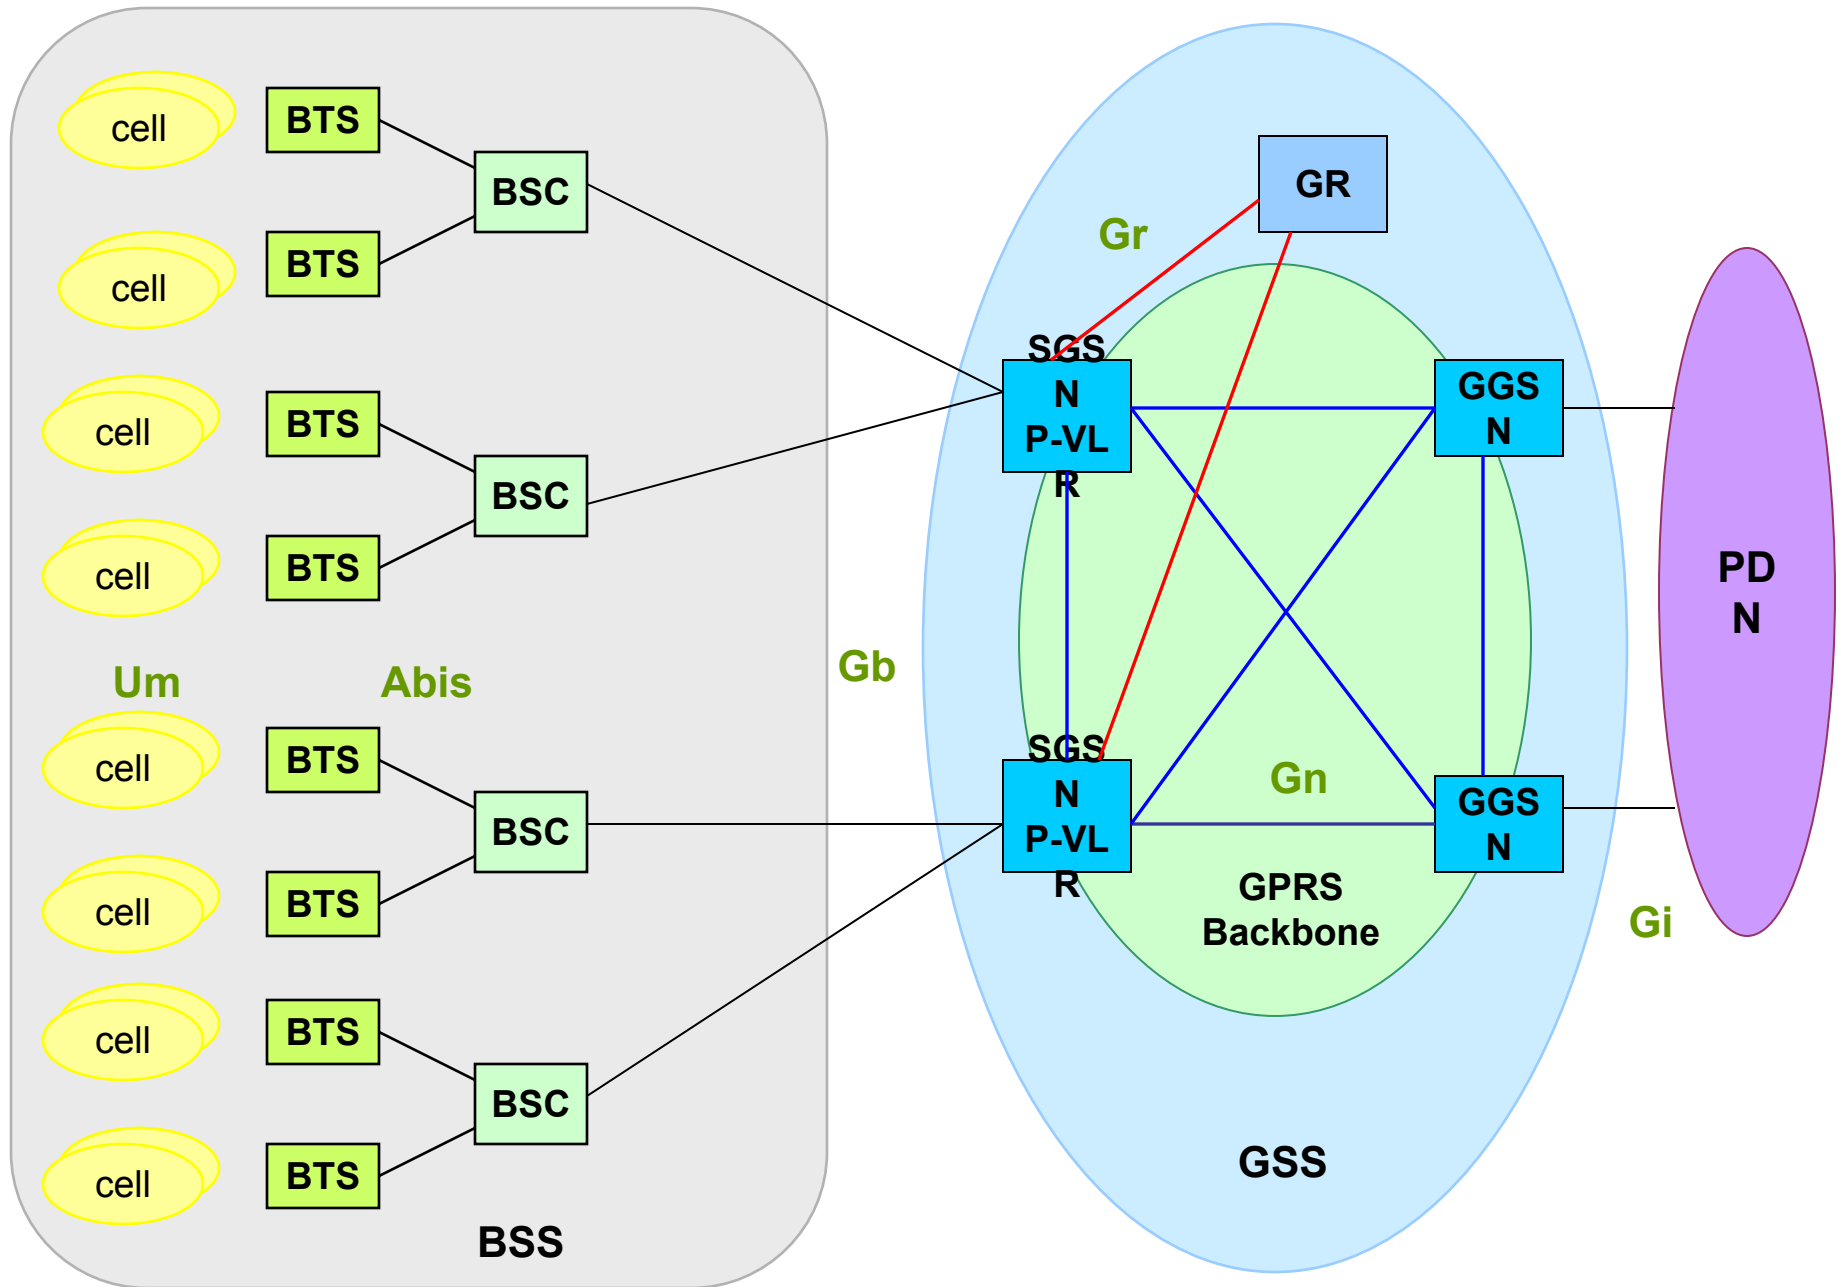 cell
BTS
BSC
cell
BTS
cell
BTS
BSC
cell
BTS
Um
Abis
cell
BTS
BSC
cell
BTS
cell
BTS
BSC
cell
BTS
BSS
Gb
GR
Gr
SGS
N
P-VL
R
GGS
N
SGS
N
P-VL
R
Gn
GGS
N
GPRS
Backbone
GSS
Gi
PD
N